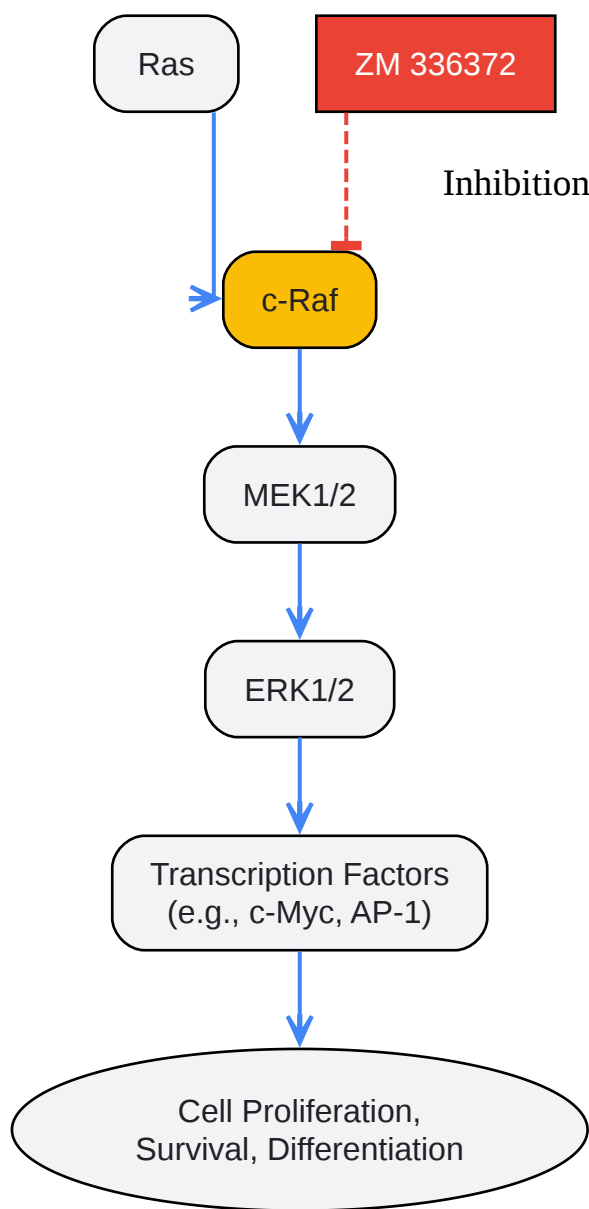 Ras
ZM 336372
Inhibition
c-Raf
MEK1/2
ERK1/2
Transcription Factors
(e.g., c-Myc, AP-1)
Cell Proliferation,
Survival, Differentiation